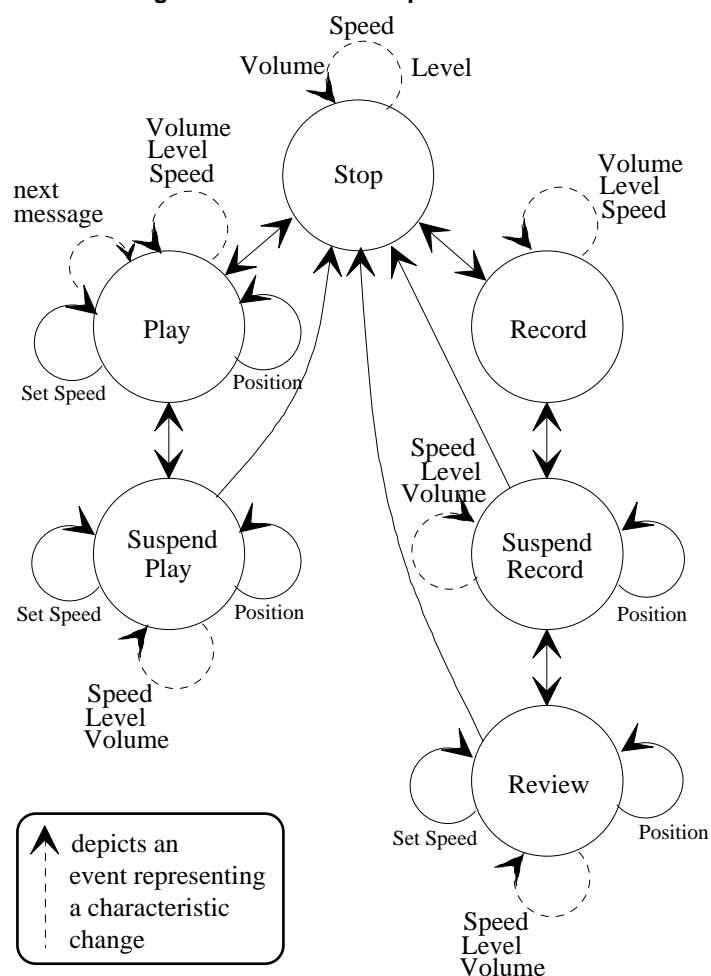 Speed
Volume
Level
Stop
Volume
Level
Speed
next
message
Play
Set Speed
Position
Volume
Level
Speed
Record
Suspend
Play
Set Speed
Position
Speed
Level
Volume
Speed
Level
Volume
Suspend
Record
Position
Review
Set Speed
Position
Speed
Level
Volume
depicts an
event representing
a characteristic
change